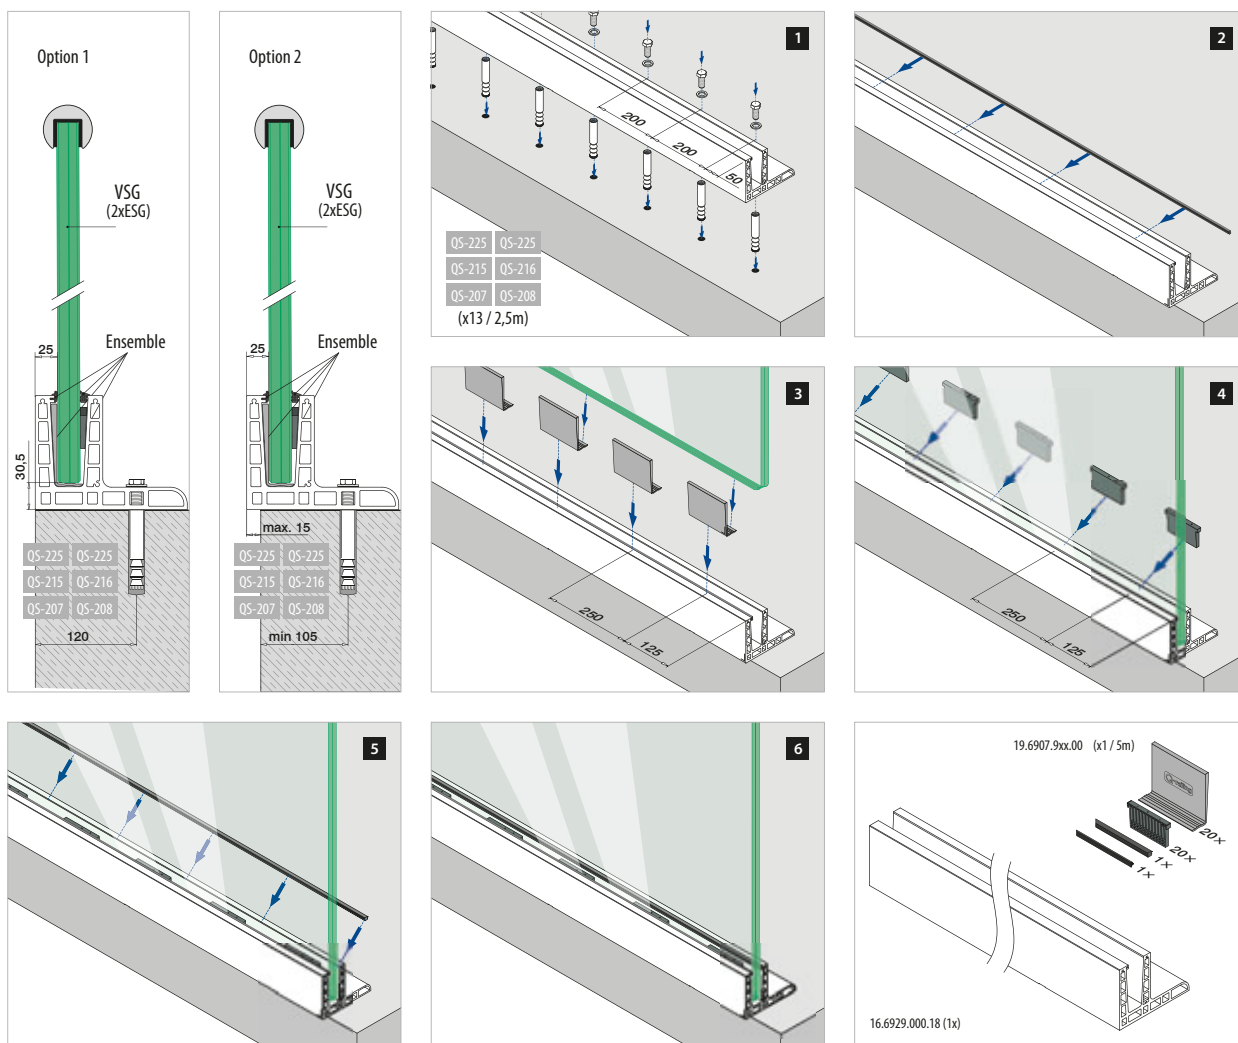 Option 1
VSG
(2xESG)
Ensemble
25
30,5
QS-225 QS-225
QS-215 QS-216
QS-207 QS-208
120
Option 2
VSG
(2xESG)
Ensemble
25
max. 15
QS-225 QS-225
QS-215 QS-216
QS-207 QS-208
min 105
1
200
200
50
QS-225 QS-225
QS-215 QS-216
QS-207 QS-208
(x13 / 2,5m)
2
3
250
125
4
250
125
5
6
19.6907.9xx.00 (x1 / 5m)
20x
20x
1x
1x
16.6929.000.18 (1x)